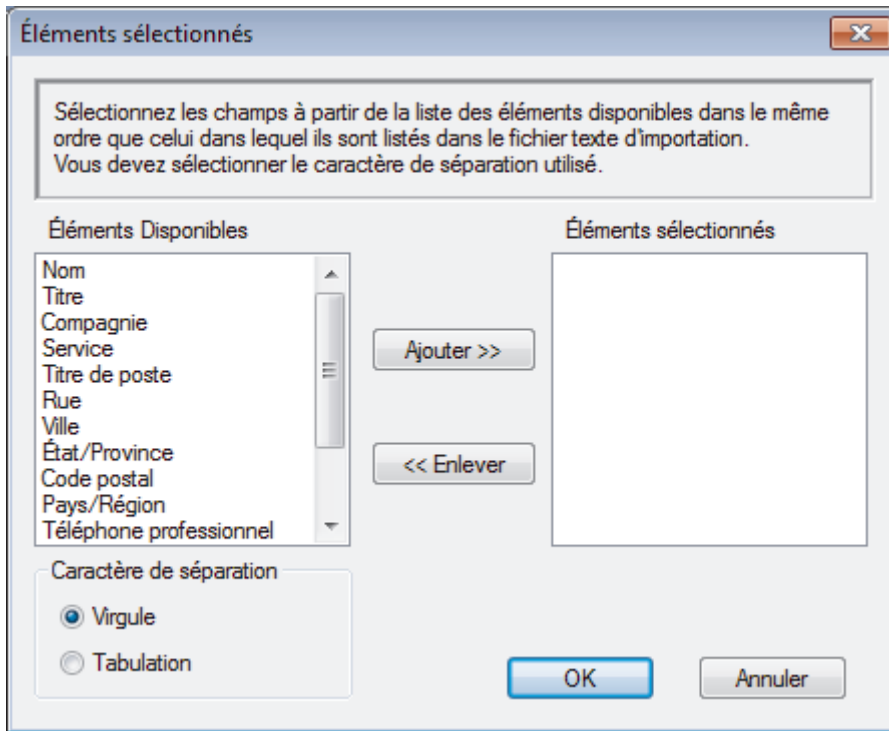 Éléments sélectionnés
Sélectionnez les champs à partir de la liste des éléments disponibles dans le même
ordre que celui dans lequel ils sont listés dans le fichier texte d'importation.
Vous devez sélectionner le caractère de séparation utilisé.
Éléments Disponibles
Nom
Titre
Compagnie
Service
Titre de poste
Rue
Ville
État/Province
Code postal
Pays/Région
Téléphone professionnel
Ajouter >>
<< Enlever
Éléments sélectionnés
Caractère de séparation
Virgule
Tabulation
OK
Annuler